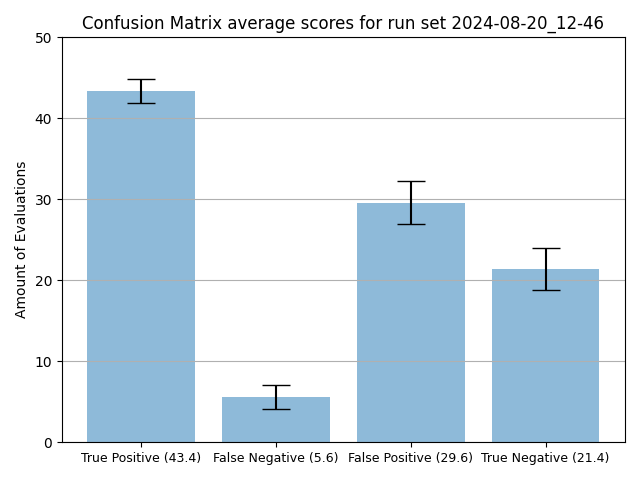 Confusion Matrix average scores for run set 2024-08-20_12-46
50
40
30
20
10
0
Amount of Evaluations
True Positive (43.4)
False Negative (5.6)
False Positive (29.6)
True Negative (21.4)